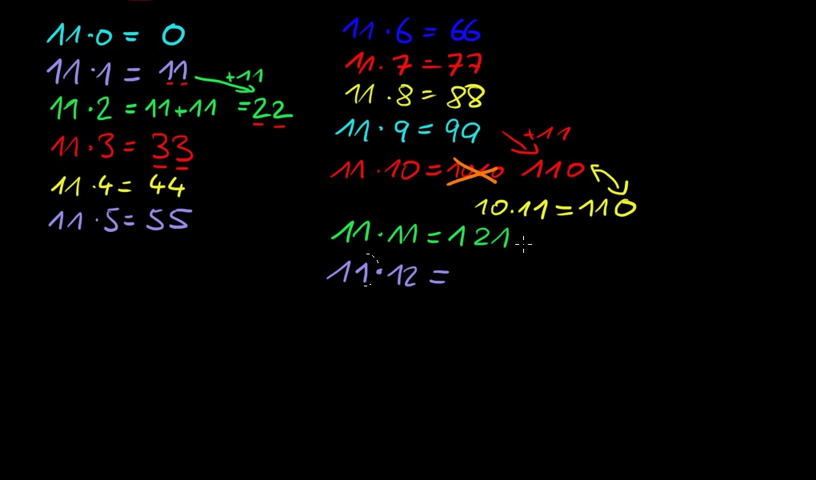 11·0 = 0
11·1 = 11 +11
11·2 = 11+11 =22
11·3 = 33
11·4= 44
11·5= 55
11·6 = 66
11·7 = 77
11·8 = 88
11·9 = 99 +11
11·10 = 1010 110
10·11 = 110
11·11 = 121
11·12 =